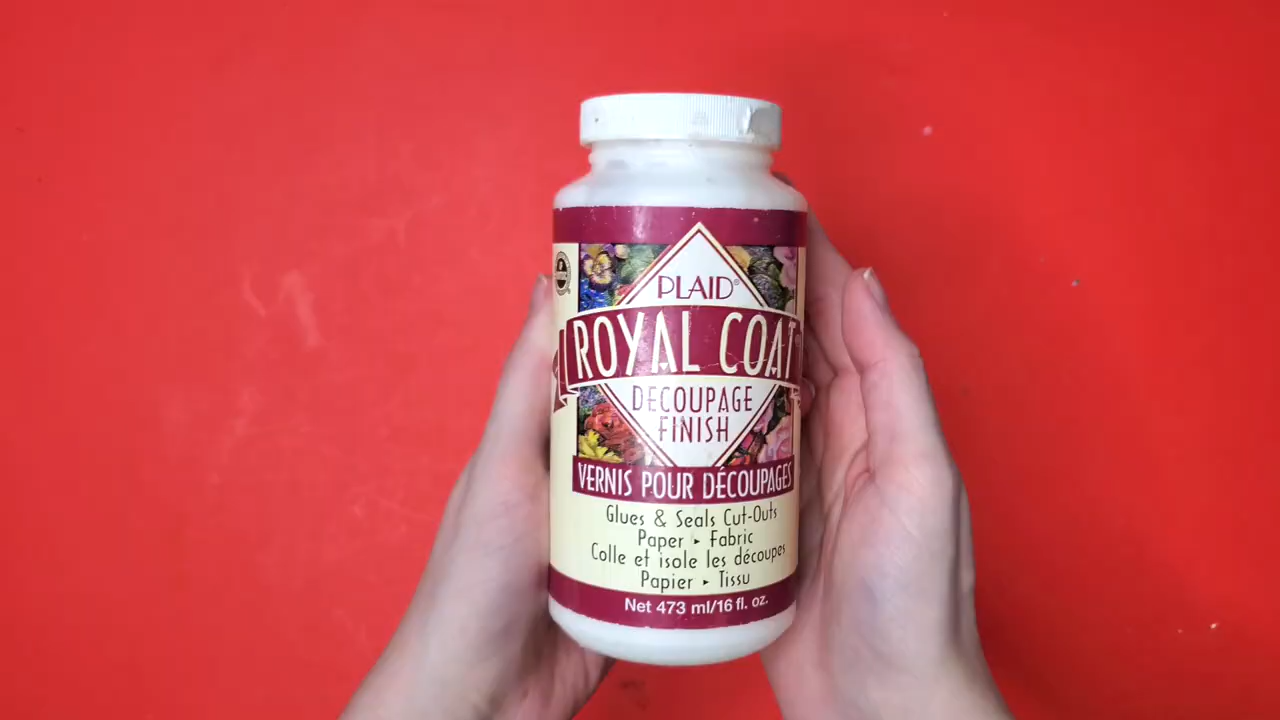 PLAID®
ROYAL COAT
DECOUPAGE
FINISH
VERNIS POUR DÉCOUPAGES
Glues & Seals Cut-Outs
Paper ▸ Fabric
Colle et isole les découpes
Papier ▸ Tissu
Net 473 ml/16 fl. oz.